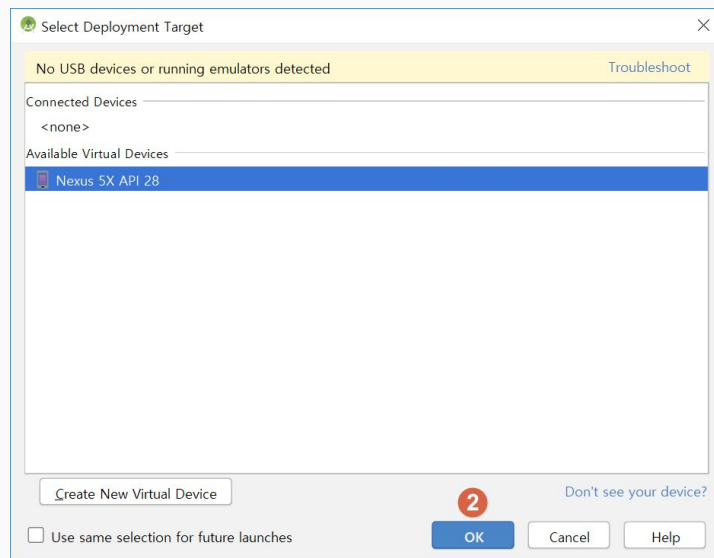 Select Deployment Target
No USB devices or running emulators detected Troubleshoot
Connected Devices
<none>
Available Virtual Devices
Nexus 5X API 28
Create New Virtual Device
Don't see your device?
2
Use same selection for future launches
OK
Cancel
Help